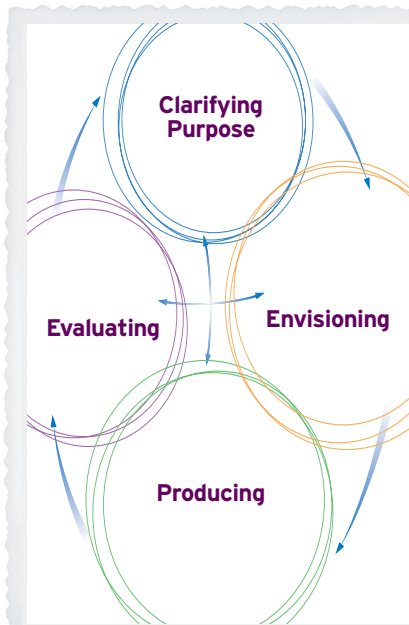 Clarifying
Purpose
Evaluating
Envisioning
Producing